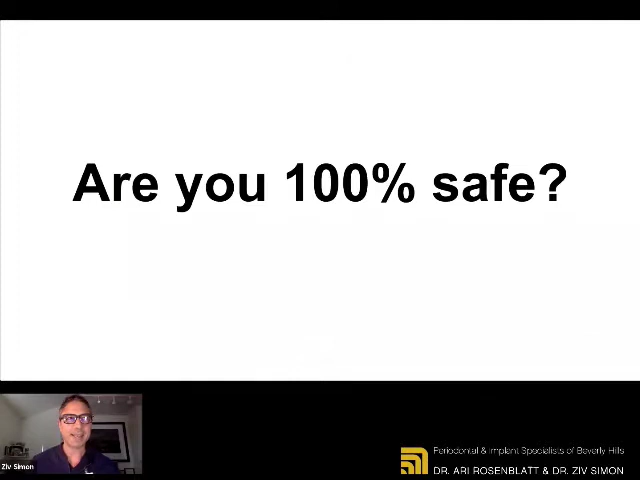 Are you 100% safe?
Ziv Simon
Periodontal & Implant Specialists of Beverly Hills
DR. ARI ROSENBLATT & DR. ZIV SIMON